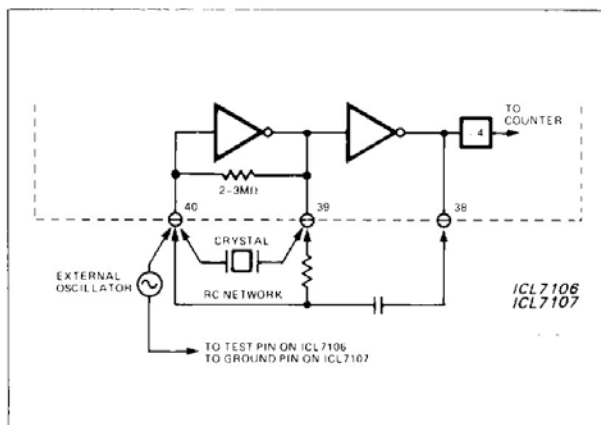 TO
COUNTER
4
2-3MΩ
40
39
38
CRYSTAL
EXTERNAL
OSCILLATOR
RC NETWORK
ICL7106
ICL7107
TO TEST PIN ON ICL7106
TO GROUND PIN ON ICL7107